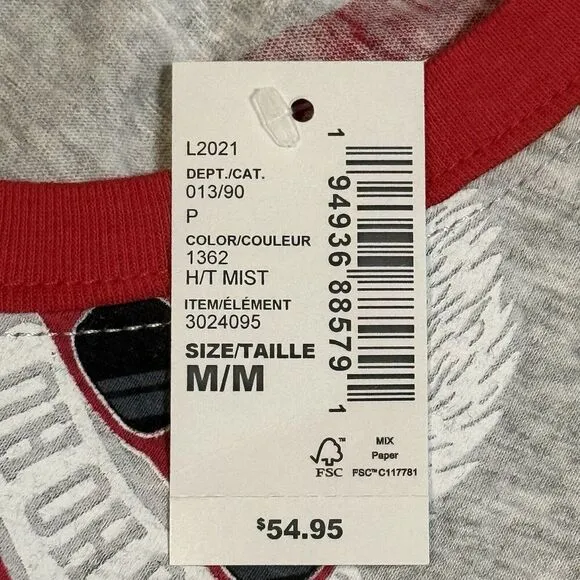 L2021
DEPT./CAT.
013/90
P
COLOR/COULEUR
1362
H/T MIST
ITEM/ÉLÉMENT
3024095
SIZE/TAILLE
M/M
1 94936 88579 1
FSC™
MIX
Paper
FSC™ C117781
$54.95